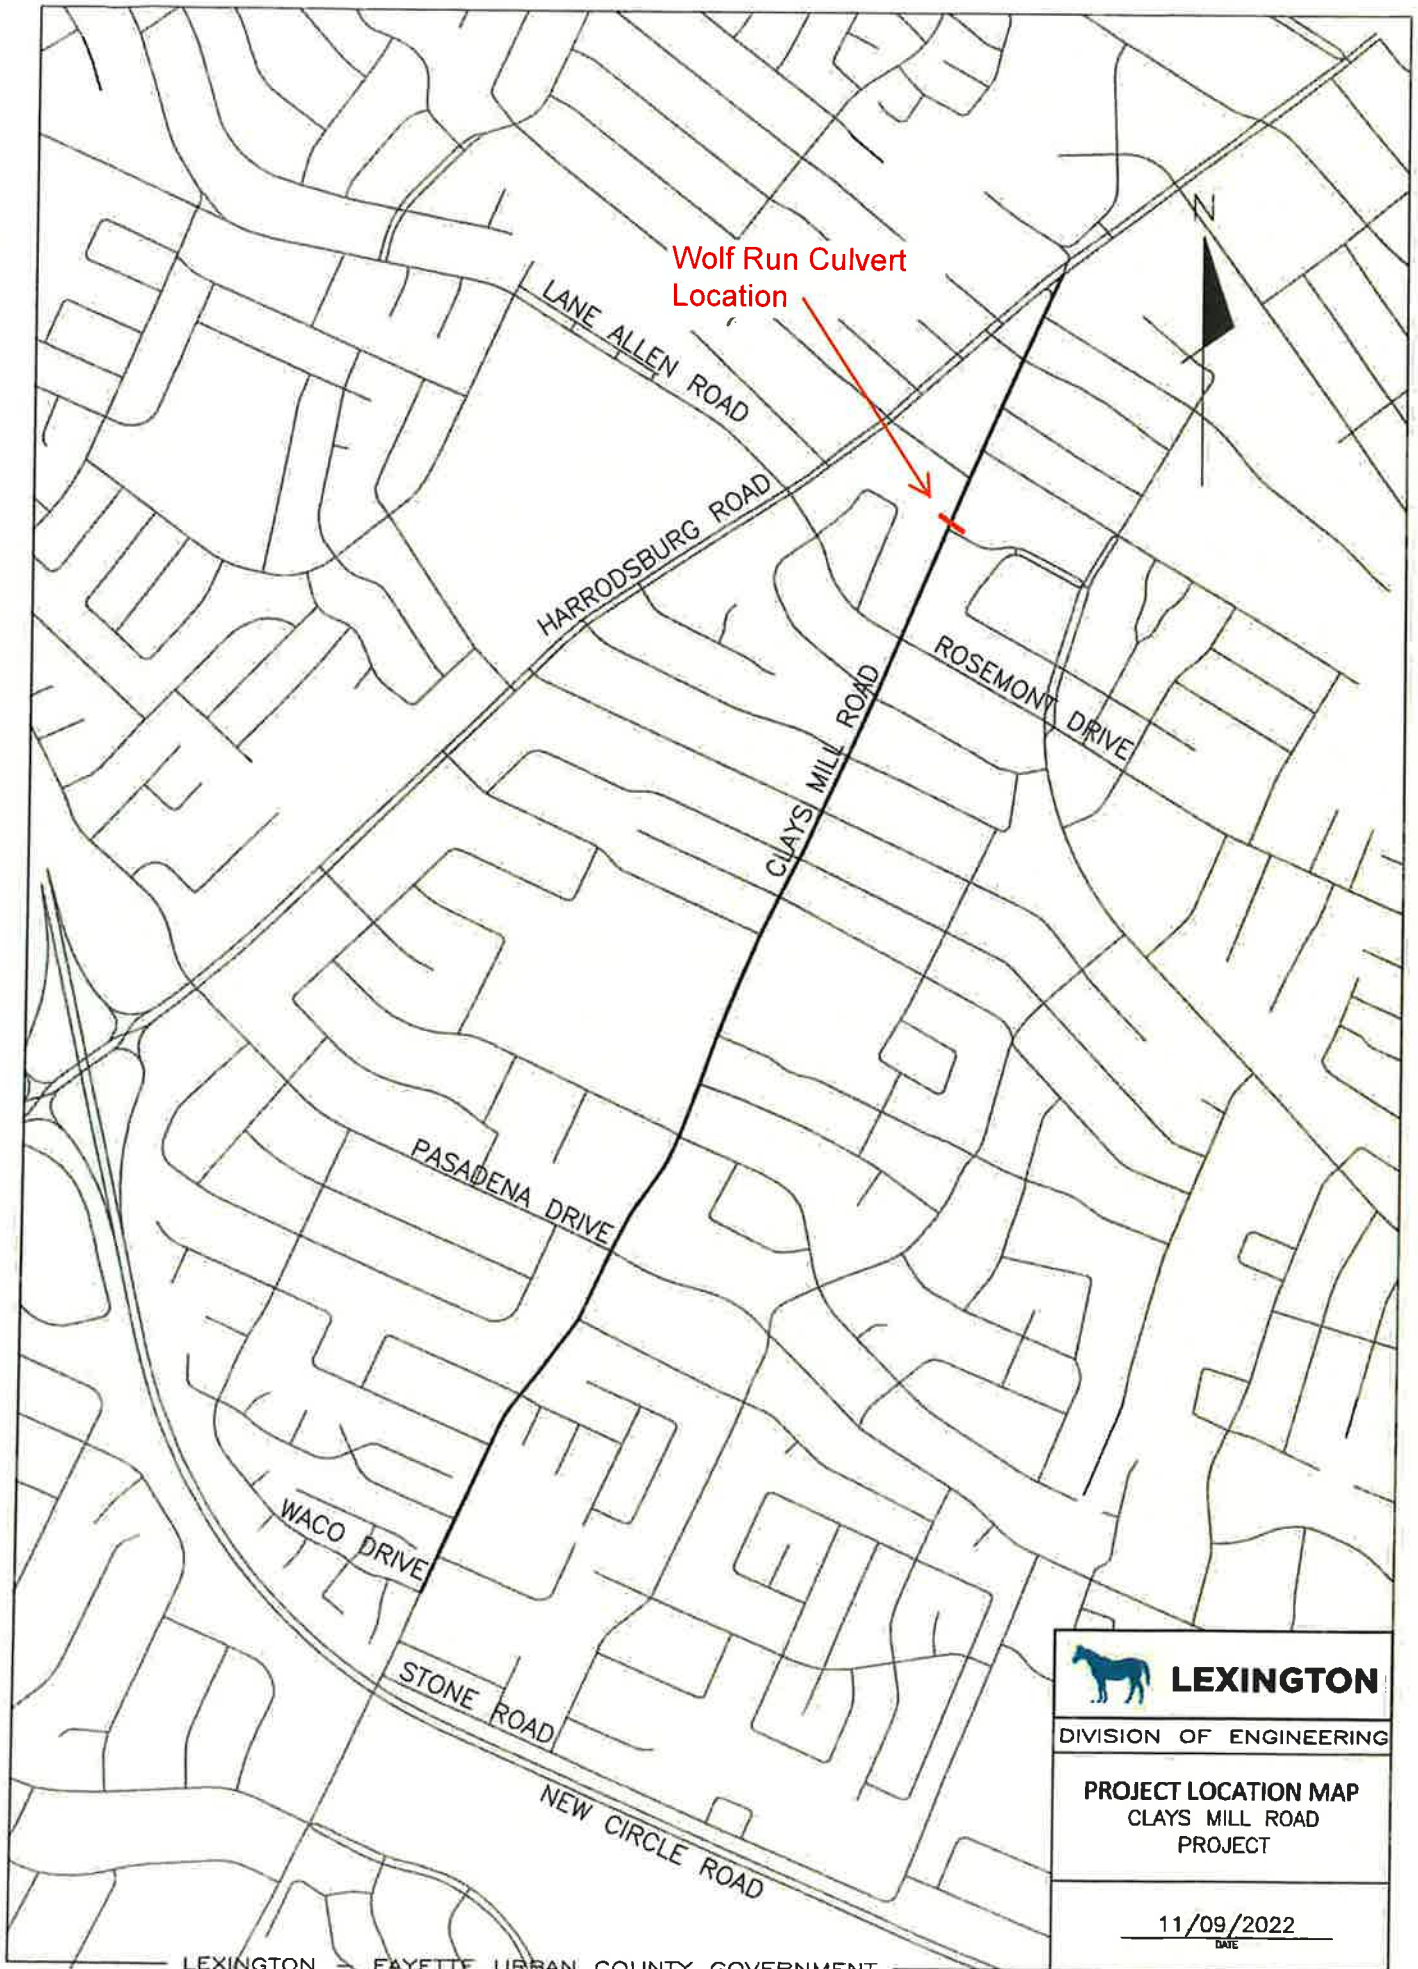 N
Wolf Run Culvert
Location
LANE ALLEN ROAD
HARRODSBURG ROAD
ROSEMONT DRIVE
CLAYS MILL ROAD
PASADENA DRIVE
WACO DRIVE
STONE ROAD
NEW CIRCLE ROAD
LEXINGTON
DIVISION OF ENGINEERING
PROJECT LOCATION MAP
CLAYS MILL ROAD
PROJECT
11/09/2022
DATE
LEXINGTON - FAYETTE URBAN COUNTY GOVERNMENT